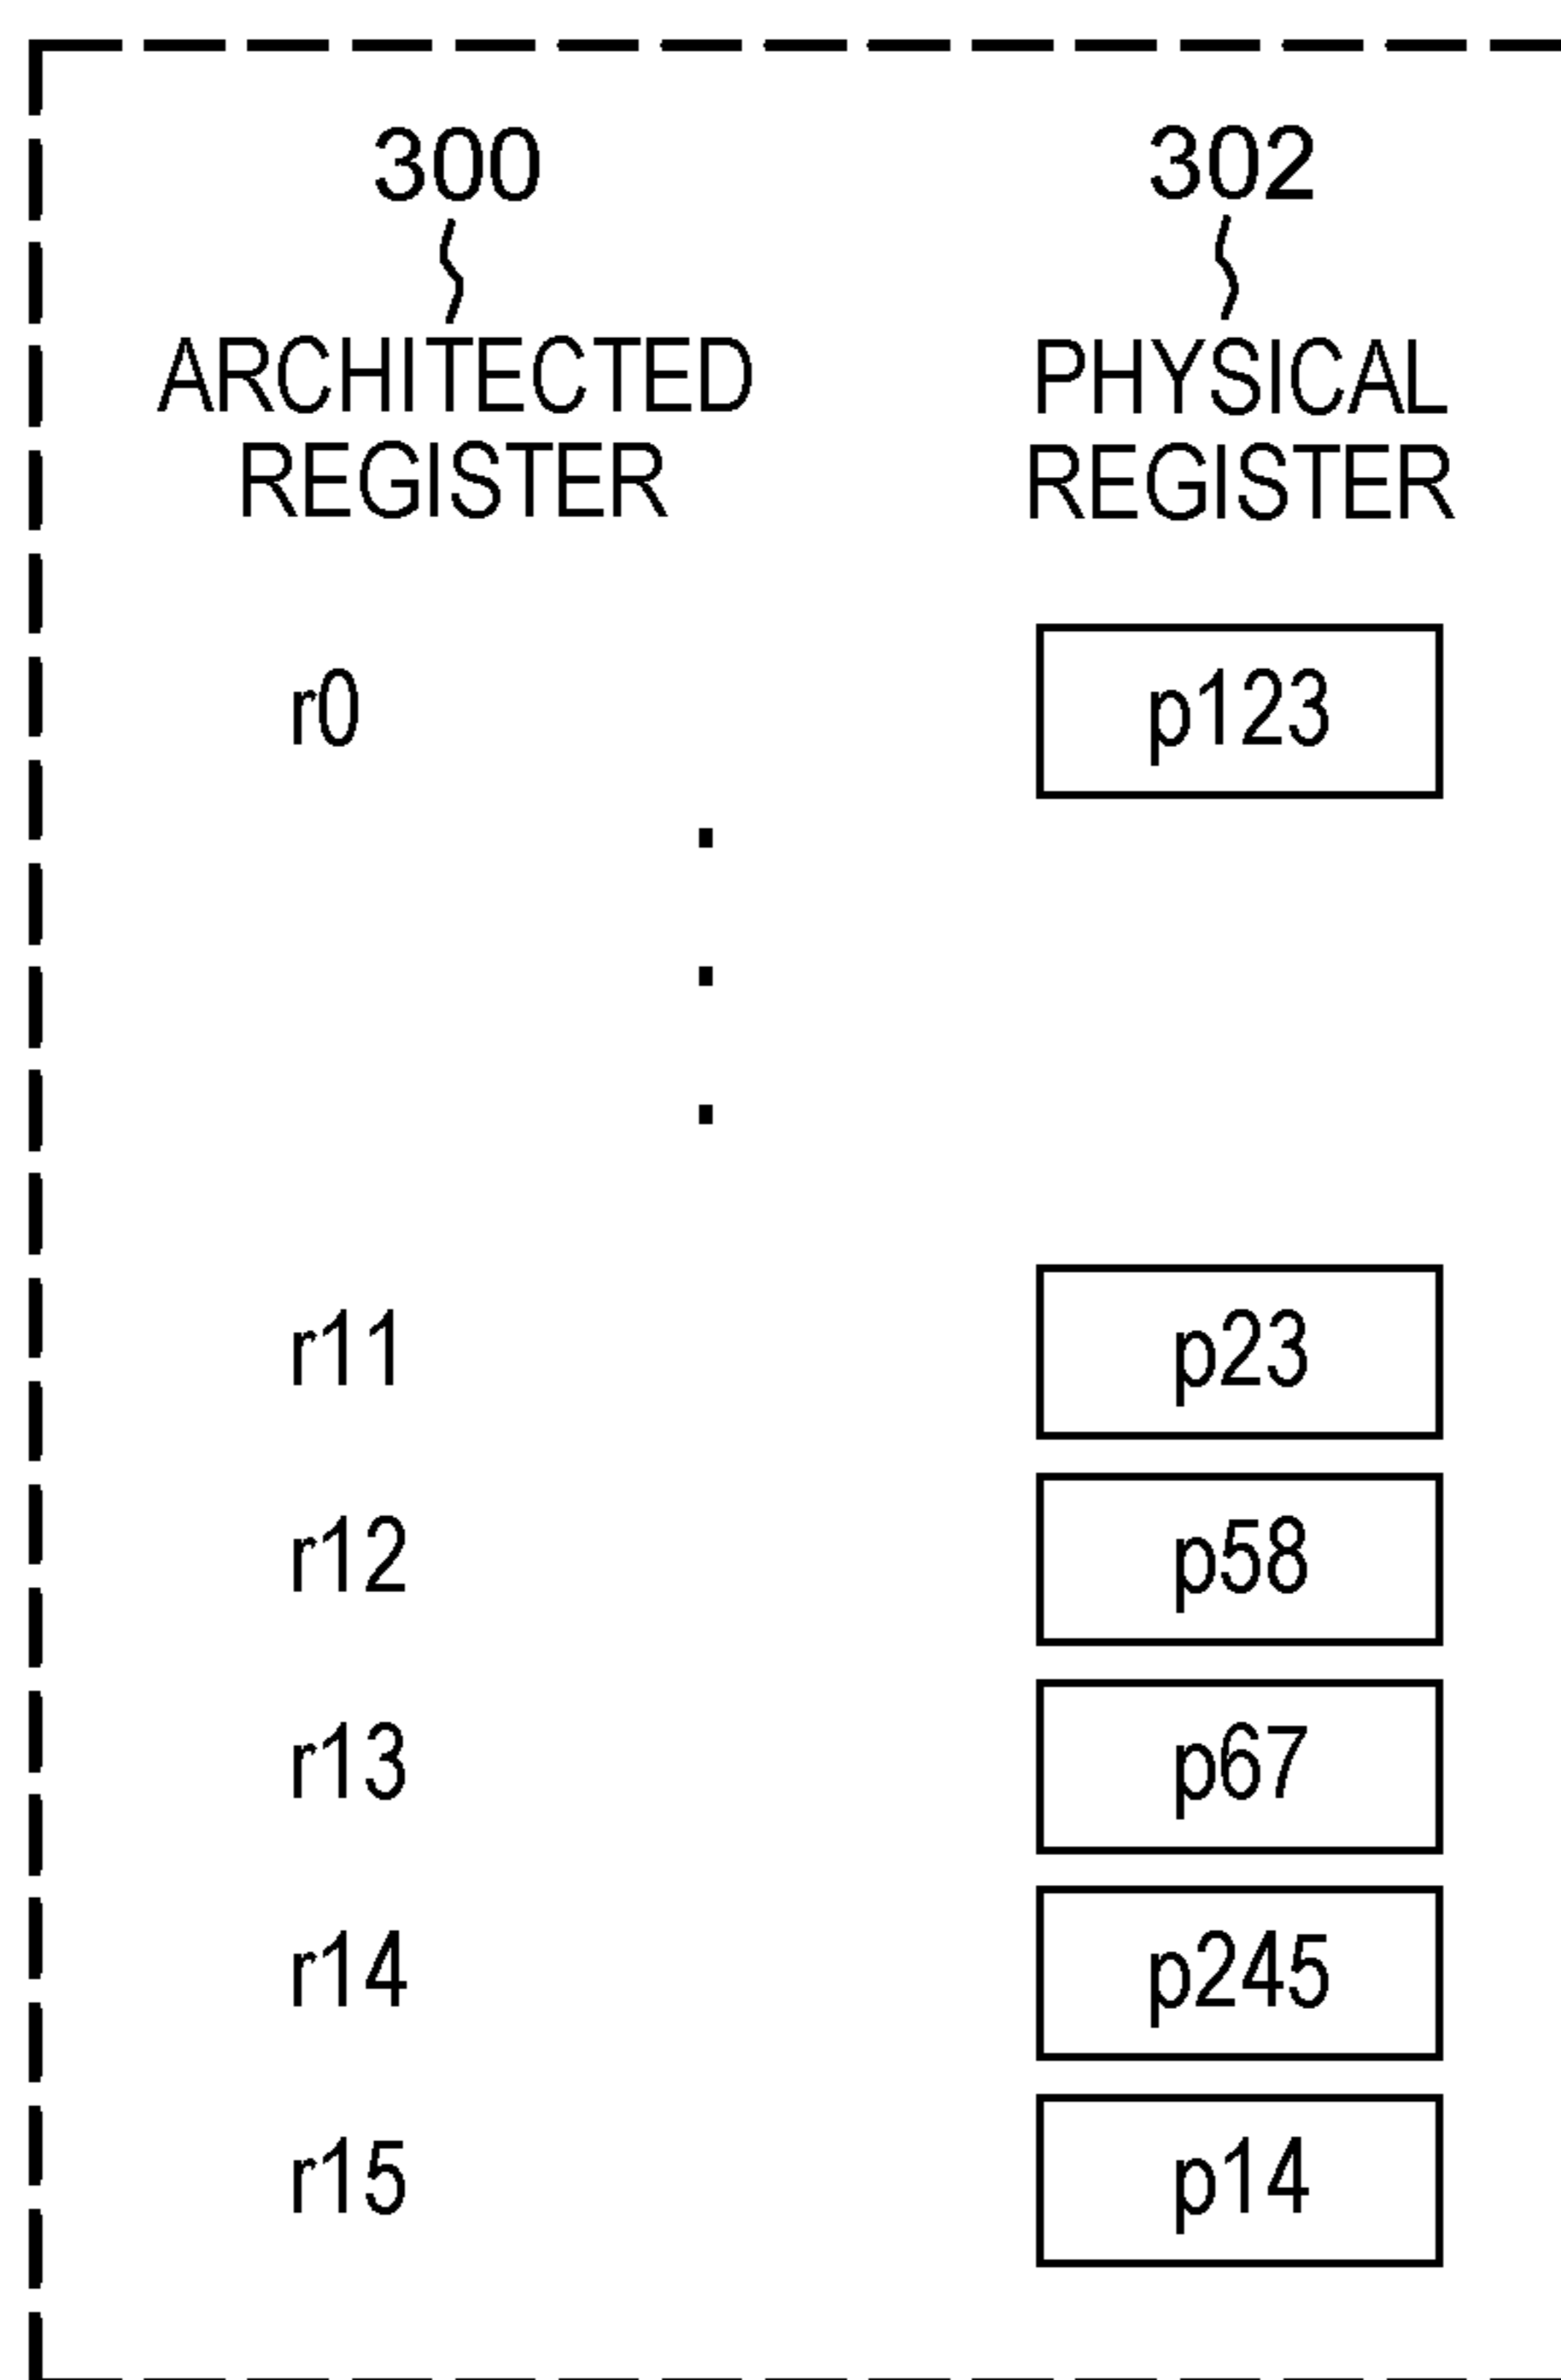 300 302
ARCHITECTED PHYSICAL
REGISTER REGISTER
r0 p123
.
.
.
r11 p23
r12 p58
r13 p67
r14 p245
r15 p14